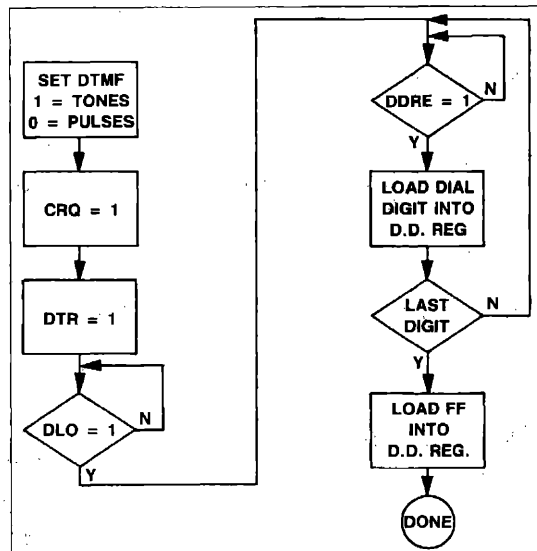 SET DTMF
1 = TONES
0 = PULSES
CRQ = 1
DTR = 1
DLO = 1
N
Y
DDRE = 1
N
Y
LOAD DIAL
DIGIT INTO
D.D. REG
LAST
DIGIT
N
Y
LOAD FF
INTO
D.D. REG.
DONE